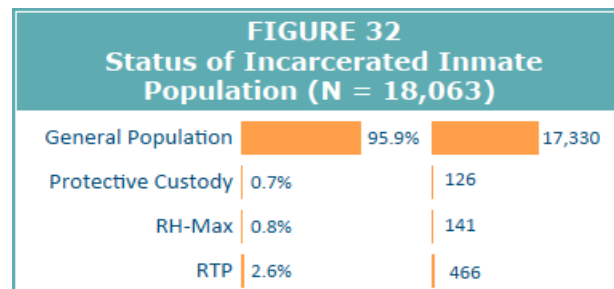 FIGURE 32
Status of Incarcerated Inmate
Population (N = 18,063)
General Population 95.9% 17,330
Protective Custody 0.7% 126
RH-Max 0.8% 141
RTP 2.6% 466